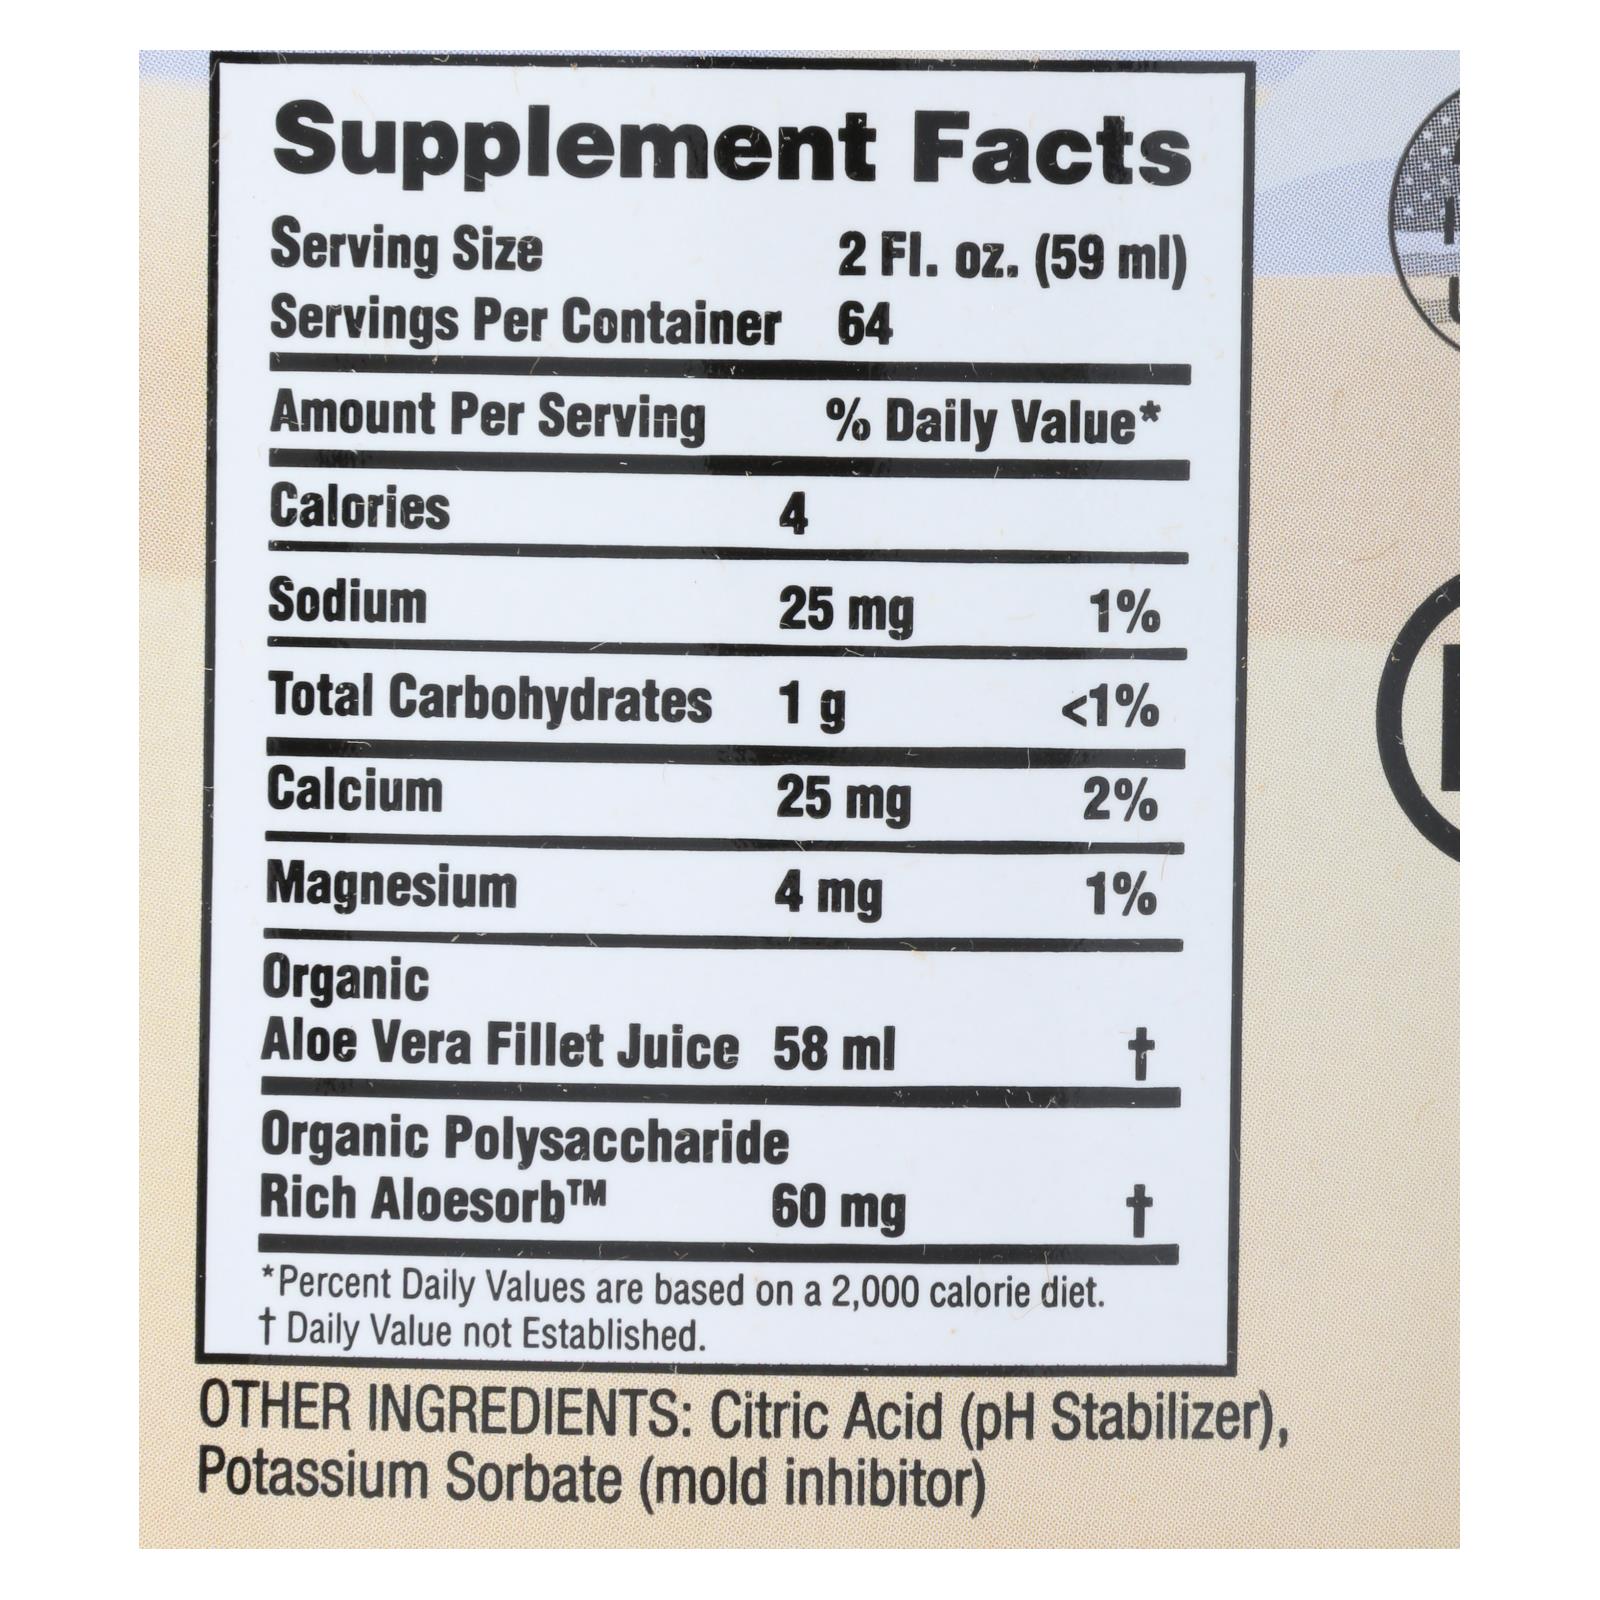 Supplement Facts
Serving Size 2 Fl. oz. (59 ml)
Servings Per Container 64
Amount Per Serving % Daily Value*
Calories 4
Sodium 25 mg 1%
Total Carbohydrates 1 g <1%
Calcium 25 mg 2%
Magnesium 4 mg 1%
Organic
Aloe Vera Fillet Juice 58 ml †
Organic Polysaccharide
Rich Aloesorb™ 60 mg †
*Percent Daily Values are based on a 2,000 calorie diet.
† Daily Value not Established.
OTHER INGREDIENTS: Citric Acid (pH Stabilizer),
Potassium Sorbate (mold inhibitor)